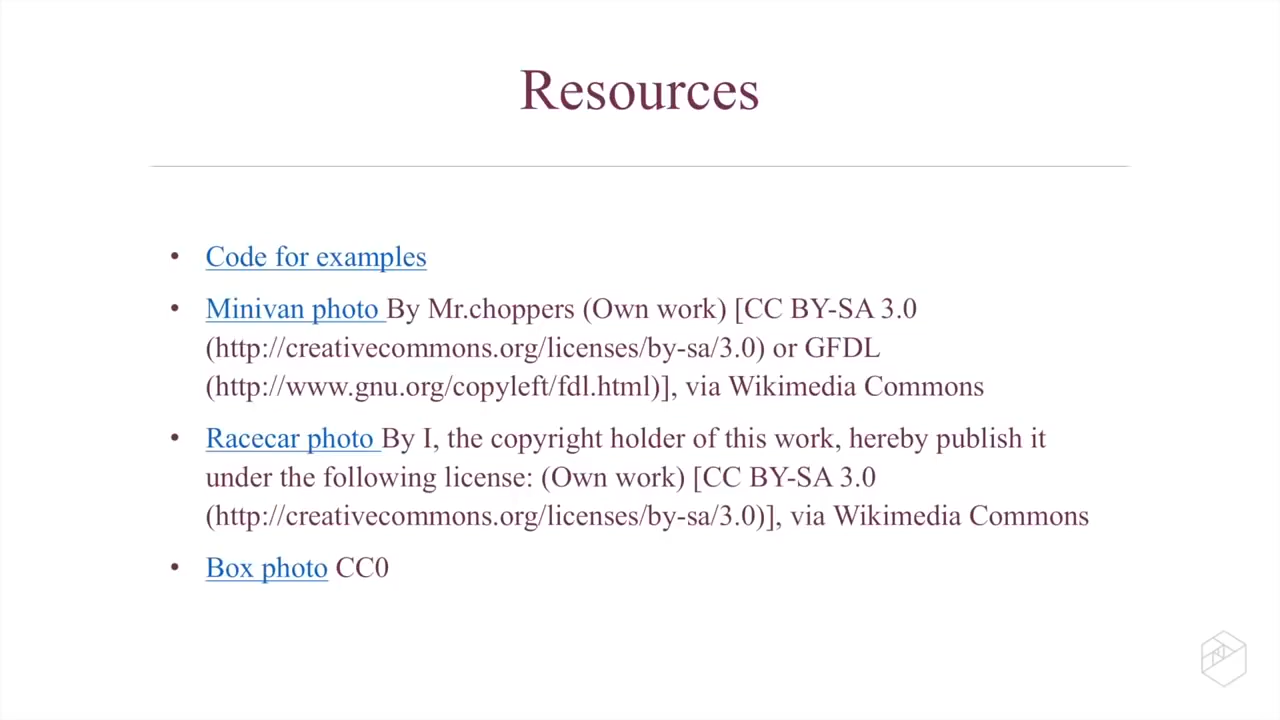 Resources
• Code for examples
• Minivan photo By Mr.choppers (Own work) [CC BY-SA 3.0
(http://creativecommons.org/licenses/by-sa/3.0) or GFDL
(http://www.gnu.org/copyleft/fdl.html)], via Wikimedia Commons
• Racecar photo By I, the copyright holder of this work, hereby publish it
under the following license: (Own work) [CC BY-SA 3.0
(http://creativecommons.org/licenses/by-sa/3.0)], via Wikimedia Commons
• Box photo CC0